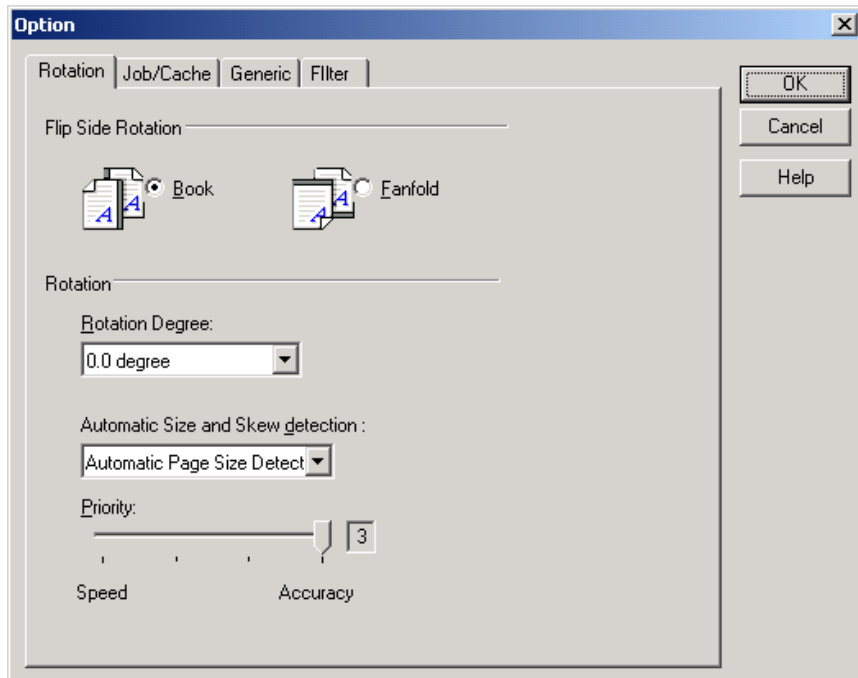 Option
Rotation Job/Cache Generic FIlter
OK
Cancel
Help
Flip Side Rotation
A A Book A A Fanfold
Rotation
Rotation Degree:
0.0 degree
Automatic Size and Skew detection :
Automatic Page Size Detect
Priority:
3
Speed Accuracy